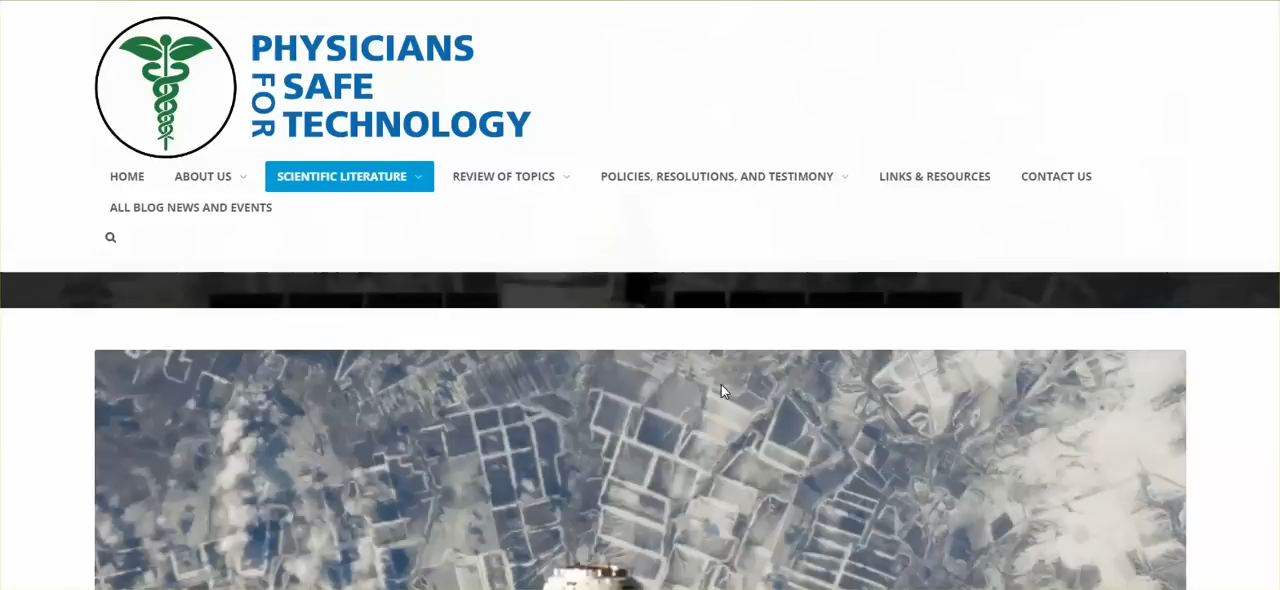 PHYSICIANS
FOR
SAFE
TECHNOLOGY
HOME ABOUT US SCIENTIFIC LITERATURE REVIEW OF TOPICS POLICIES, RESOLUTIONS, AND TESTIMONY LINKS & RESOURCES CONTACT US
ALL BLOG NEWS AND EVENTS